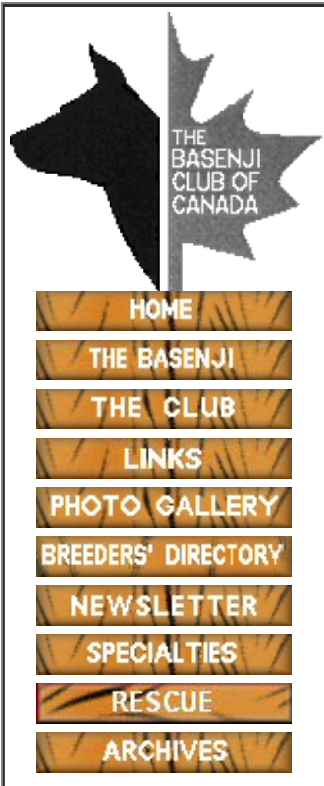 THE
BASENJI
CLUB OF
CANADA
HOME
THE BASENJI
THE CLUB
LINKS
PHOTO GALLERY
BREEDERS' DIRECTORY
NEWSLETTER
SPECIALTIES
RESCUE
ARCHIVES